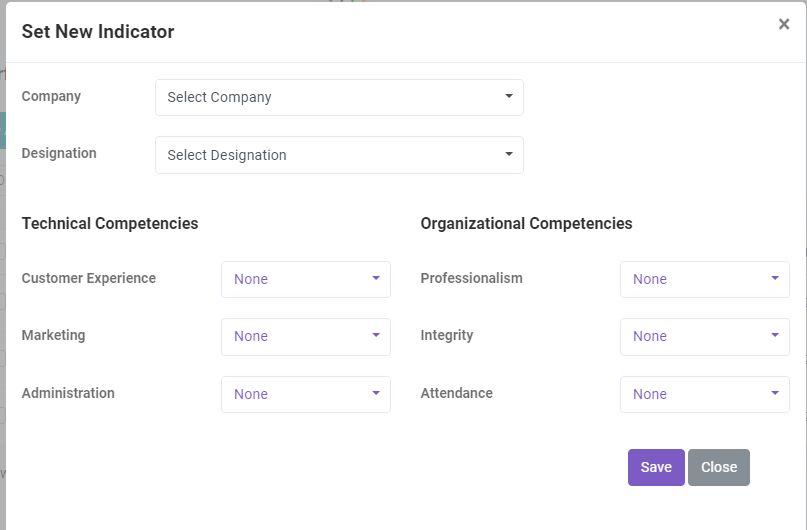 Set New Indicator
×
Company
Select Company
Designation
Select Designation
Technical Competencies
Organizational Competencies
Customer Experience
None
Professionalism
None
Marketing
None
Integrity
None
Administration
None
Attendance
None
Save
Close